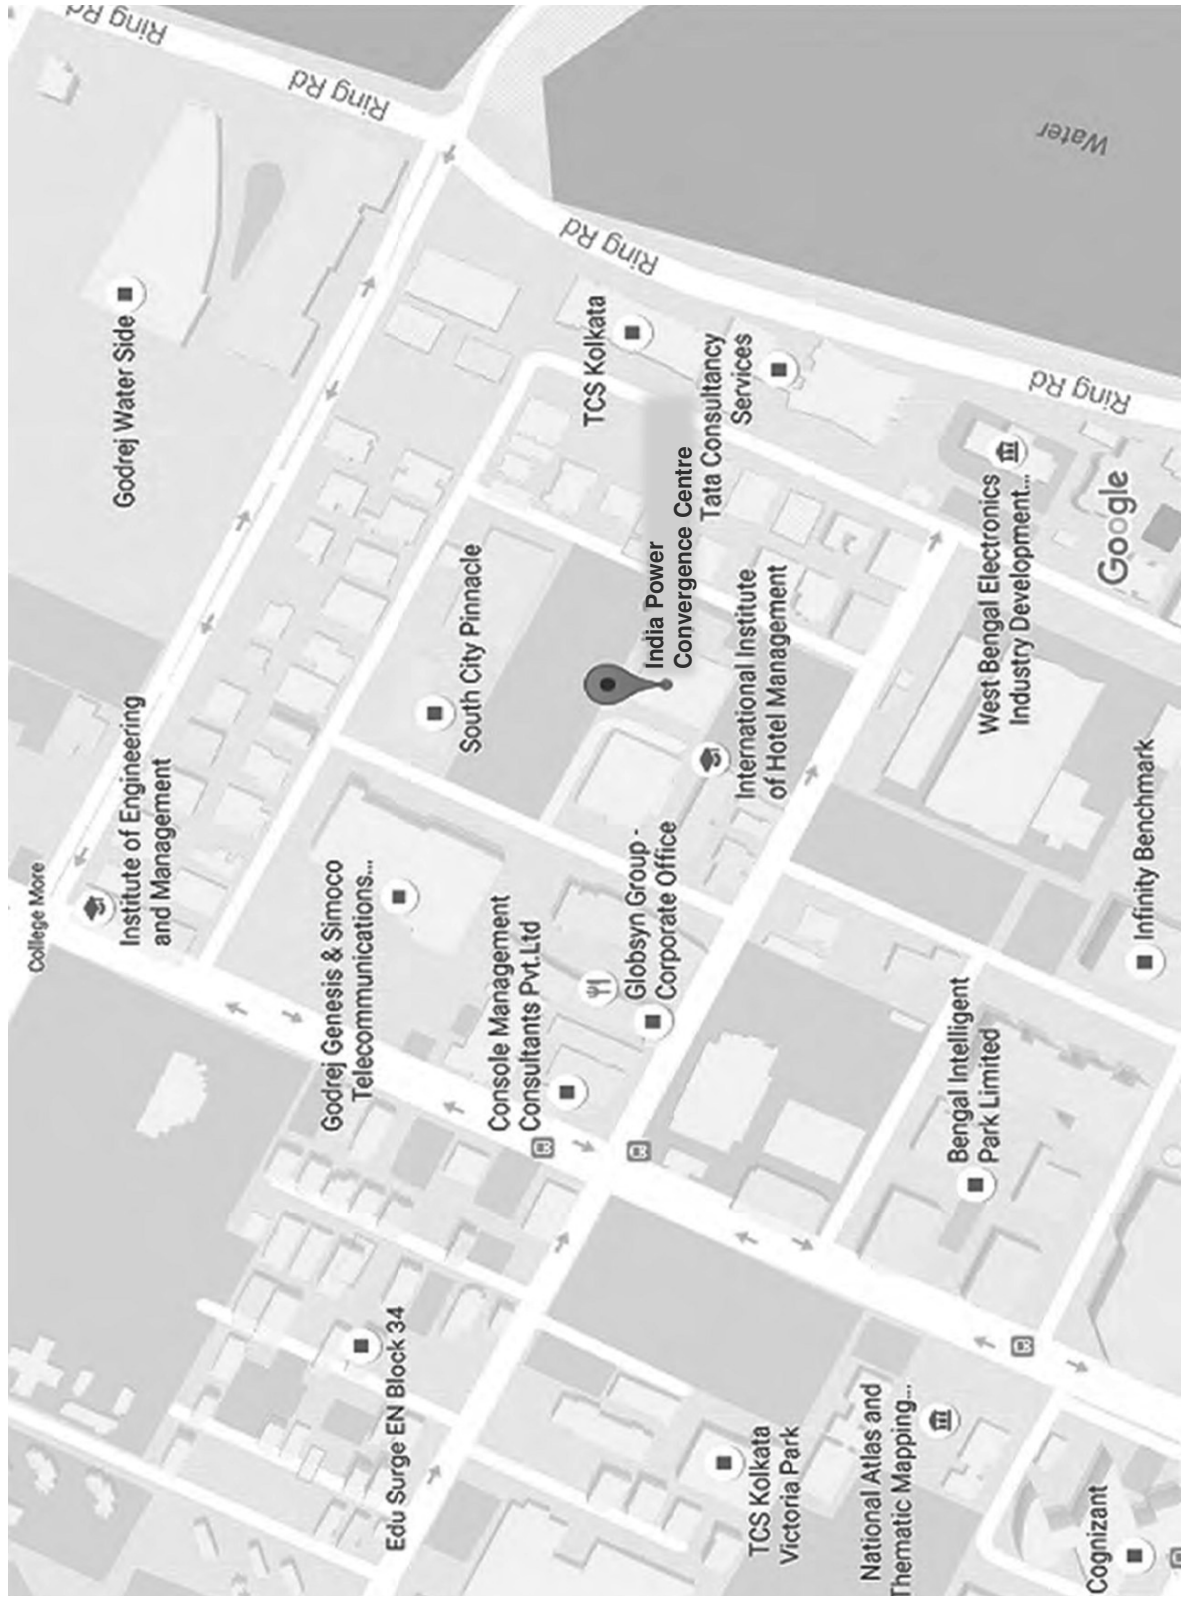 College More
Institute of Engineering
and Management
Godrej Water Side
Ring Rd
Ring Rd
Ring Rd
Ring Rd
Water
Godrej Genesis & Simoco
Telecommunications...
South City Pinnacle
TCS Kolkata
Tata Consultancy
Services
India Power
Convergence Centre
International Institute
of Hotel Management
Console Management
Consultants Pvt.Ltd
Globsyn Group -
Corporate Office
Edu Surge EN Block 34
West Bengal Electronics
Industry Development...
Google
Infinity Benchmark
Bengal Intelligent
Park Limited
TCS Kolkata
Victoria Park
National Atlas and
Thematic Mapping...
Cognizant